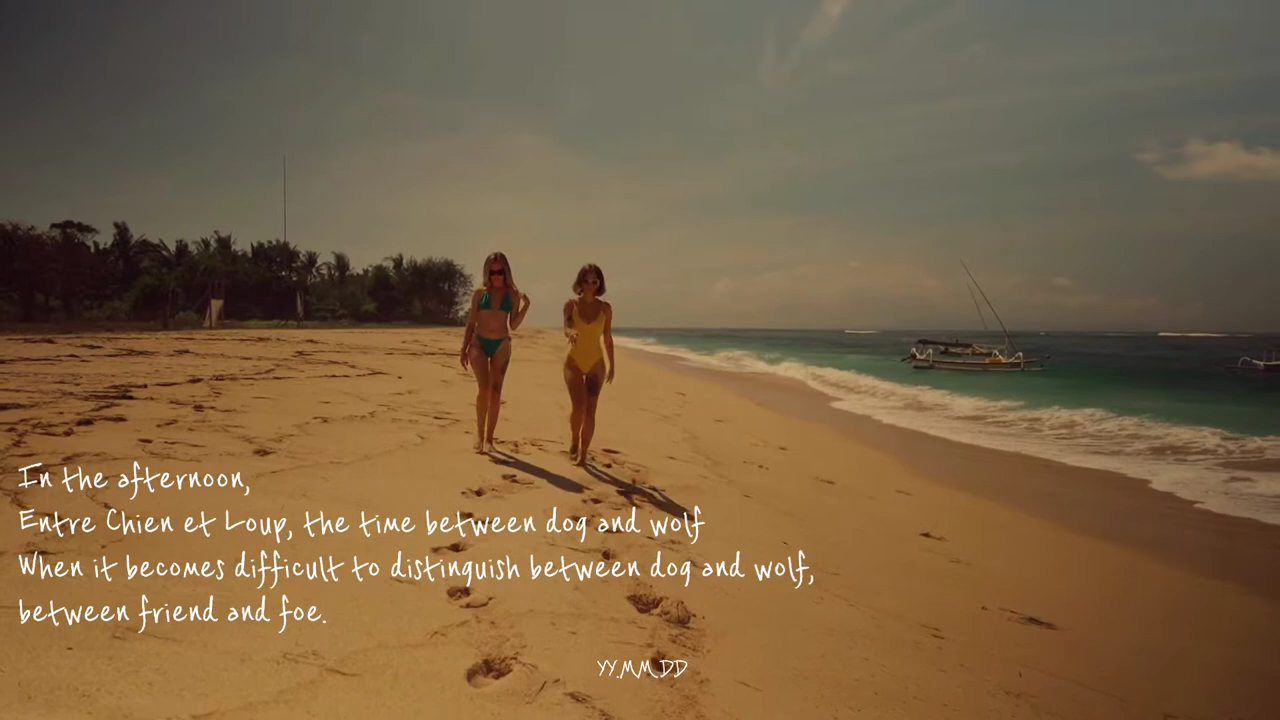 In the afternoon,
Entre Chien et Loup, the time between dog and wolf
When it becomes difficult to distinguish between dog and wolf,
between friend and foe.
YY.MM.DD